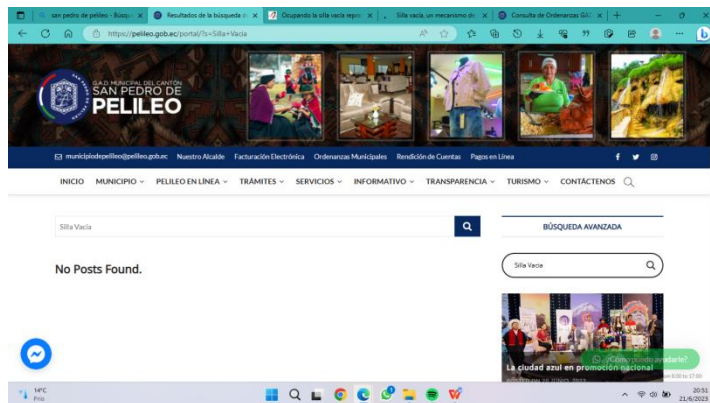 san pedro de pelileo - Búsqu
Resultados de la búsqueda d
Ocupando la silla vacía repre
Silla vacía, un mecanismo de
Consulta de Ordenanzas GAD
https://pelileo.gob.ec/portal/?s=Silla+Vacia
G.A.D. MUNICIPAL DEL CANTÓN
SAN PEDRO DE
PELILEO
municipiodepelileo@pelileo.gob.ec Nuestro Alcalde Facturación Electrónica Ordenanzas Municipales Rendición de Cuentas Pagos en Línea
INICIO MUNICIPIO PELILEO EN LÍNEA TRÁMITES SERVICIOS INFORMATIVO TRANSPARENCIA TURISMO CONTÁCTENOS
Silla Vacía
BÚSQUEDA AVANZADA
No Posts Found.
Silla Vacia
¿Cómo puedo ayudarle?
La ciudad azul en promoción nacional
14°C
Frío
20:51
21/6/2023